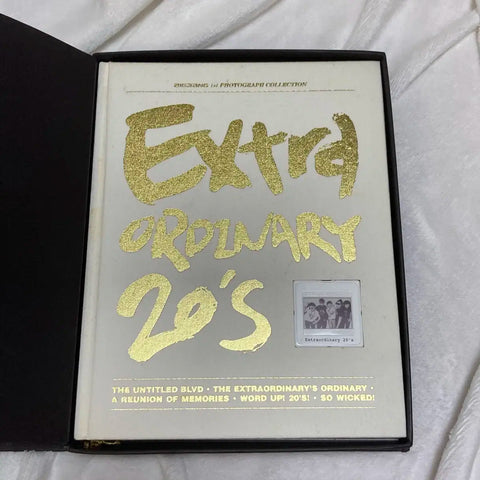 1st PHOTOGRAPH COLLECTION
Extra
ORDINARY
20'S
Extraordinary 20's
THE UNTITLED BLVD • THE EXTRAORDINARY'S ORDINARY •
A REUNION OF MEMORIES • WORD UP! 20'S! • SO WICKED!